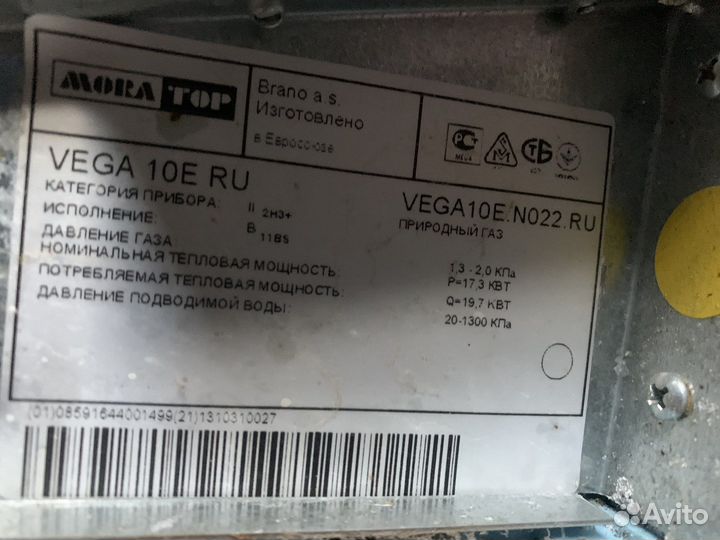 MORA TOP
Brano a.s.
Изготовлено
в Евросоюзе
РСТ
СТБ
VEGA 10E RU
VEGA10E.N022.RU
КАТЕГОРИЯ ПРИБОРА: II 2H3+
ПРИРОДНЫЙ ГАЗ
ИСПОЛНЕНИЕ: B 11BS
ДАВЛЕНИЕ ГАЗА 1,3 - 2,0 КПа
НОМИНАЛЬНАЯ ТЕПЛОВАЯ МОЩНОСТЬ: P=17,3 КВТ
ПОТРЕБЛЯЕМАЯ ТЕПЛОВАЯ МОЩНОСТЬ: Q=19,7 КВТ
ДАВЛЕНИЕ ПОДВОДИМОЙ ВОДЫ: 20-1300 КПа
(01)08591644001499(21)1310310027
Avito